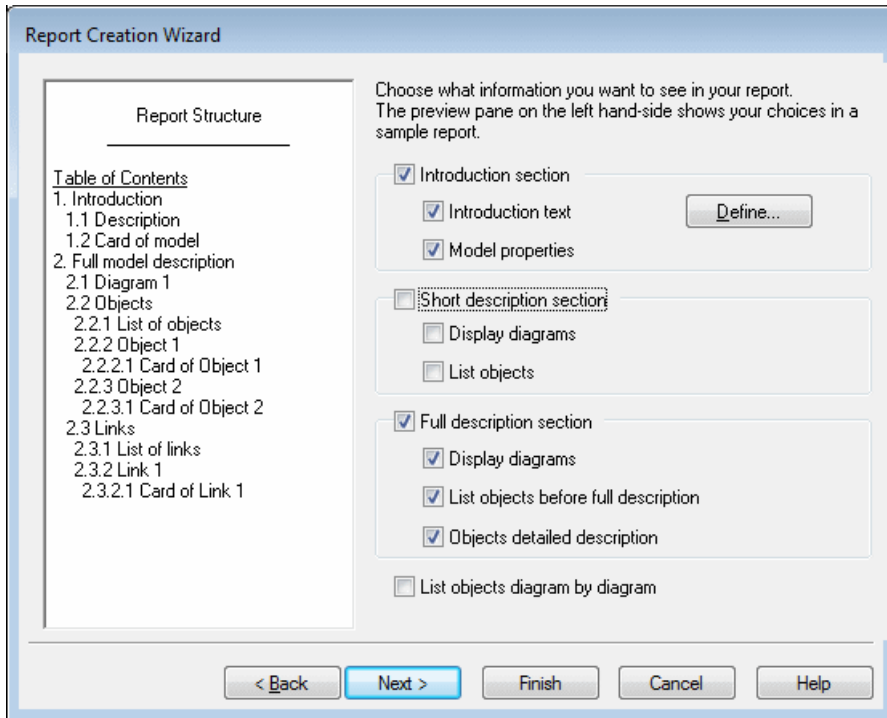 Report Creation Wizard
Report Structure
Table of Contents
1. Introduction
1.1 Description
1.2 Card of model
2. Full model description
2.1 Diagram 1
2.2 Objects
2.2.1 List of objects
2.2.2 Object 1
2.2.2.1 Card of Object 1
2.2.3 Object 2
2.2.3.1 Card of Object 2
2.3 Links
2.3.1 List of links
2.3.2 Link 1
2.3.2.1 Card of Link 1
Choose what information you want to see in your report.
The preview pane on the left hand-side shows your choices in a
sample report.
Introduction section
Introduction text
Define...
Model properties
Short description section
Display diagrams
List objects
Full description section
Display diagrams
List objects before full description
Objects detailed description
List objects diagram by diagram
< Back
Next >
Finish
Cancel
Help